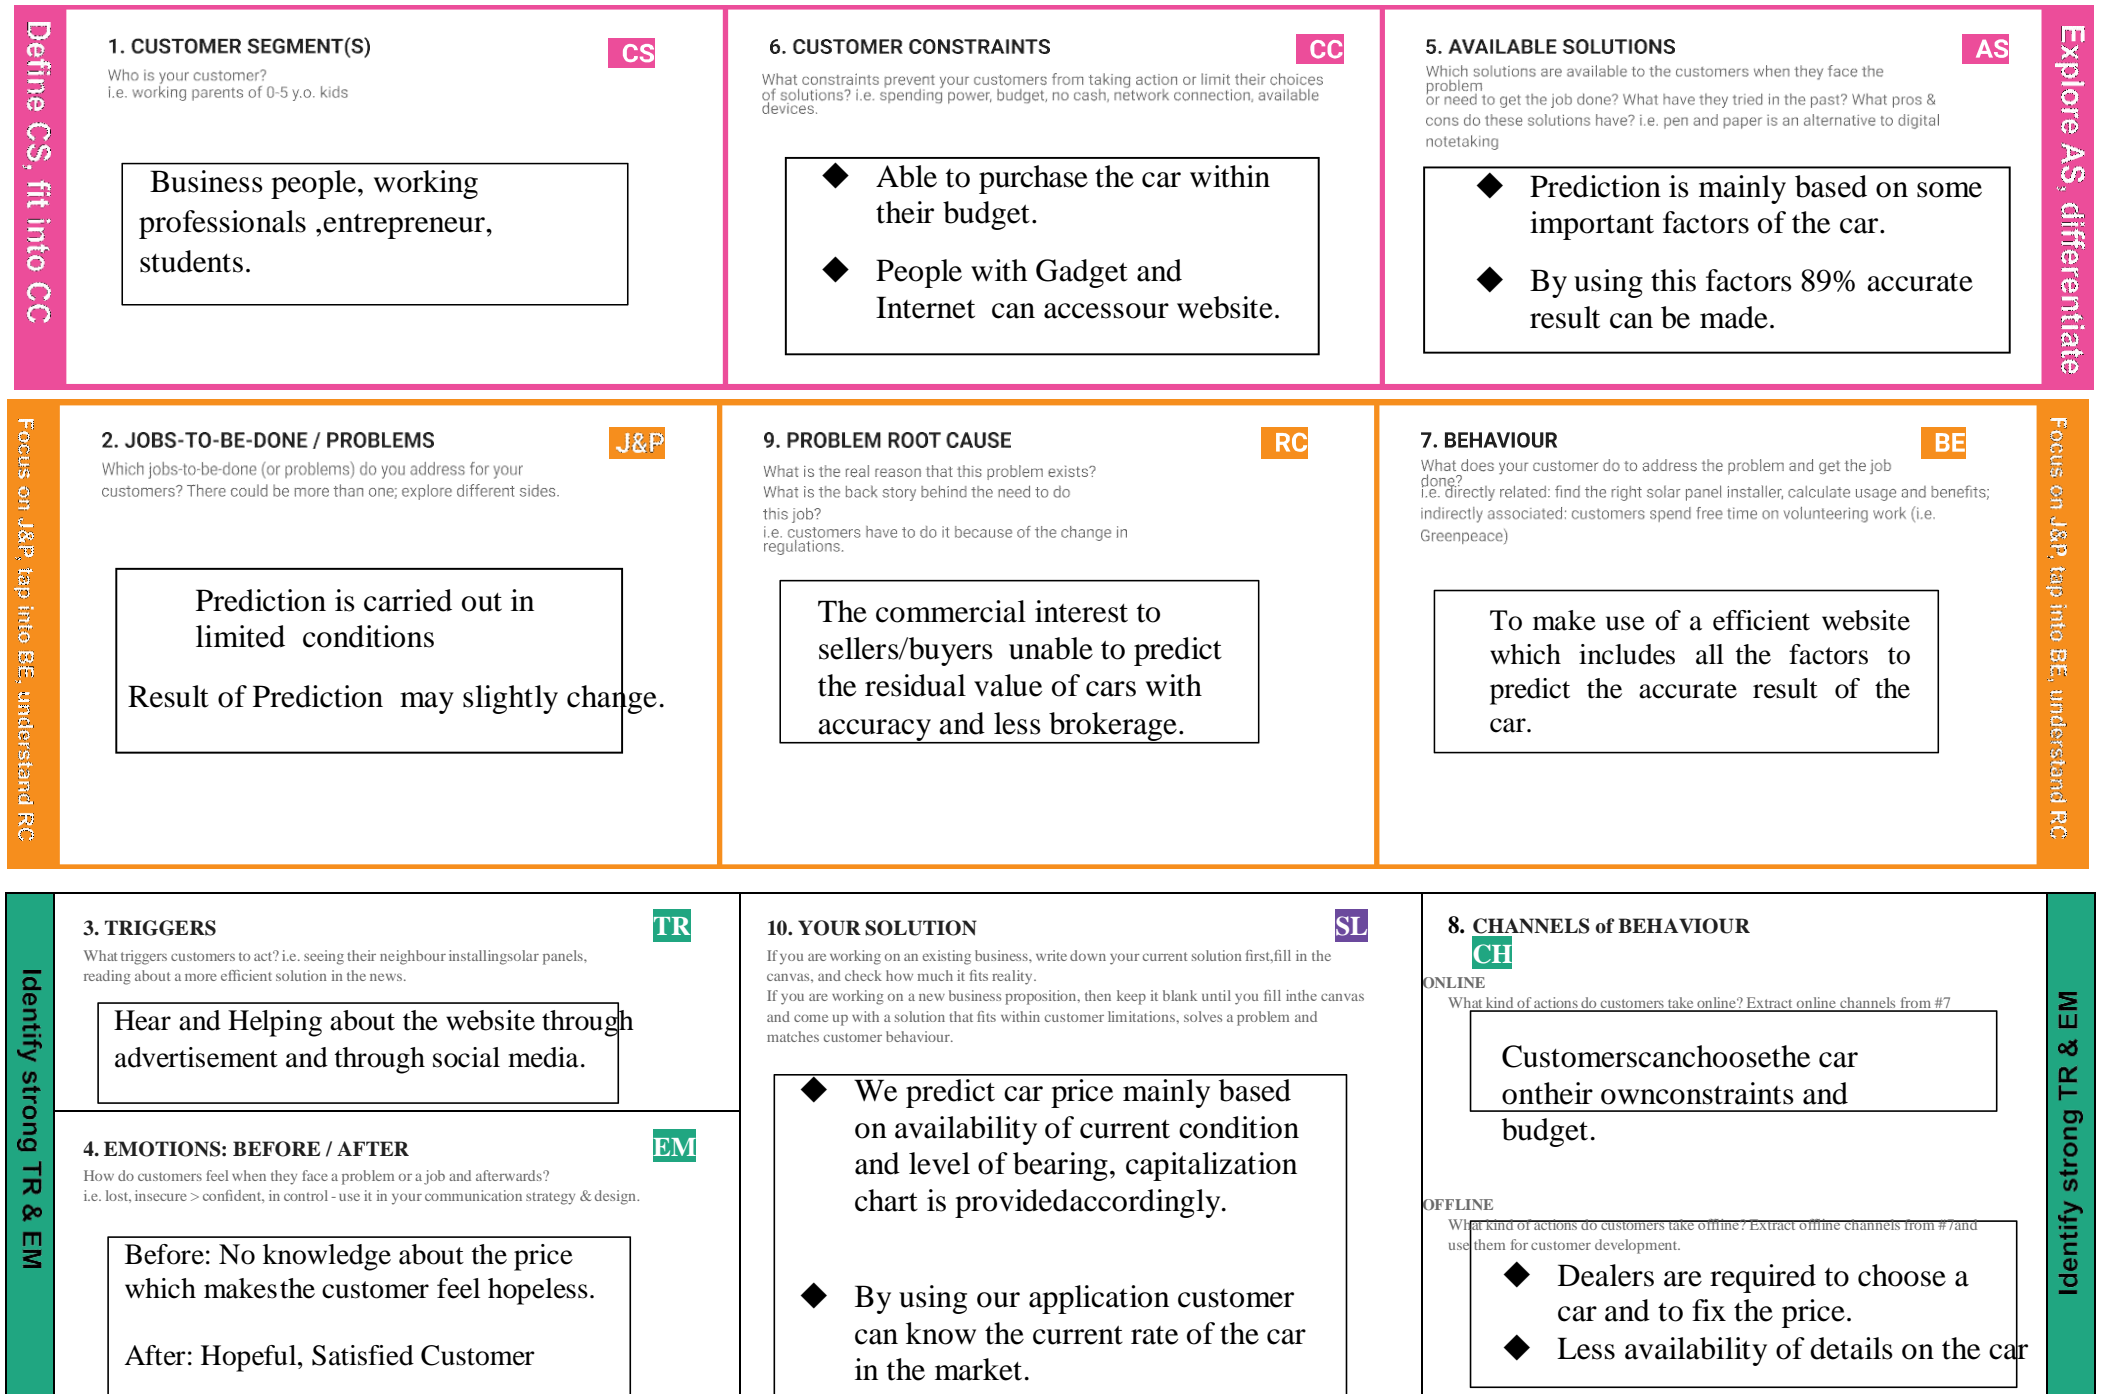 Define CS, fit into CC
1. CUSTOMER SEGMENT(S)
CS
Who is your customer?
i.e. working parents of 0-5 y.o. kids
Business people, working
professionals ,entrepreneur,
students.
6. CUSTOMER CONSTRAINTS
CC
What constraints prevent your customers from taking action or limit their choices
of solutions? i.e. spending power, budget, no cash, network connection, available
devices.
◆ Able to purchase the car within
their budget.
◆ People with Gadget and
Internet can accessour website.
5. AVAILABLE SOLUTIONS
AS
Which solutions are available to the customers when they face the
problem
or need to get the job done? What have they tried in the past? What pros &
cons do these solutions have? i.e. pen and paper is an alternative to digital
notetaking
◆ Prediction is mainly based on some
important factors of the car.
◆ By using this factors 89% accurate
result can be made.
Explore AS, differentiate
Focus on J&P, tap into BE, understand RC
2. JOBS-TO-BE-DONE / PROBLEMS
J&P
Which jobs-to-be-done (or problems) do you address for your
customers? There could be more than one; explore different sides.
Prediction is carried out in
limited conditions
Result of Prediction may slightly change.
9. PROBLEM ROOT CAUSE
RC
What is the real reason that this problem exists?
What is the back story behind the need to do
this job?
i.e. customers have to do it because of the change in
regulations.
The commercial interest to
sellers/buyers unable to predict
the residual value of cars with
accuracy and less brokerage.
7. BEHAVIOUR
BE
What does your customer do to address the problem and get the job
done?
i.e. directly related: find the right solar panel installer, calculate usage and benefits;
indirectly associated: customers spend free time on volunteering work (i.e.
Greenpeace)
To make use of a efficient website
which includes all the factors to
predict the accurate result of the
car.
Focus on J&P, tap into BE, understand RC
Identify strong TR & EM
3. TRIGGERS
TR
What triggers customers to act? i.e. seeing their neighbour installingsolar panels,
reading about a more efficient solution in the news.
Hear and Helping about the website through
advertisement and through social media.
4. EMOTIONS: BEFORE / AFTER
EM
How do customers feel when they face a problem or a job and afterwards?
i.e. lost, insecure > confident, in control - use it in your communication strategy & design.
Before: No knowledge about the price
which makesthe customer feel hopeless.
After: Hopeful, Satisfied Customer
10. YOUR SOLUTION
SL
If you are working on an existing business, write down your current solution first,fill in the
canvas, and check how much it fits reality.
If you are working on a new business proposition, then keep it blank until you fill inthe canvas
and come up with a solution that fits within customer limitations, solves a problem and
matches customer behaviour.
◆ We predict car price mainly based
on availability of current condition
and level of bearing, capitalization
chart is providedaccordingly.
◆ By using our application customer
can know the current rate of the car
in the market.
8. CHANNELS of BEHAVIOUR
CH
ONLINE
What kind of actions do customers take online? Extract online channels from #7
Customerscanchoosethe car
ontheir ownconstraints and
budget.
OFFLINE
What kind of actions do customers take offline? Extract offline channels from #7and
use them for customer development.
◆ Dealers are required to choose a
car and to fix the price.
◆ Less availability of details on the car
Identify strong TR & EM